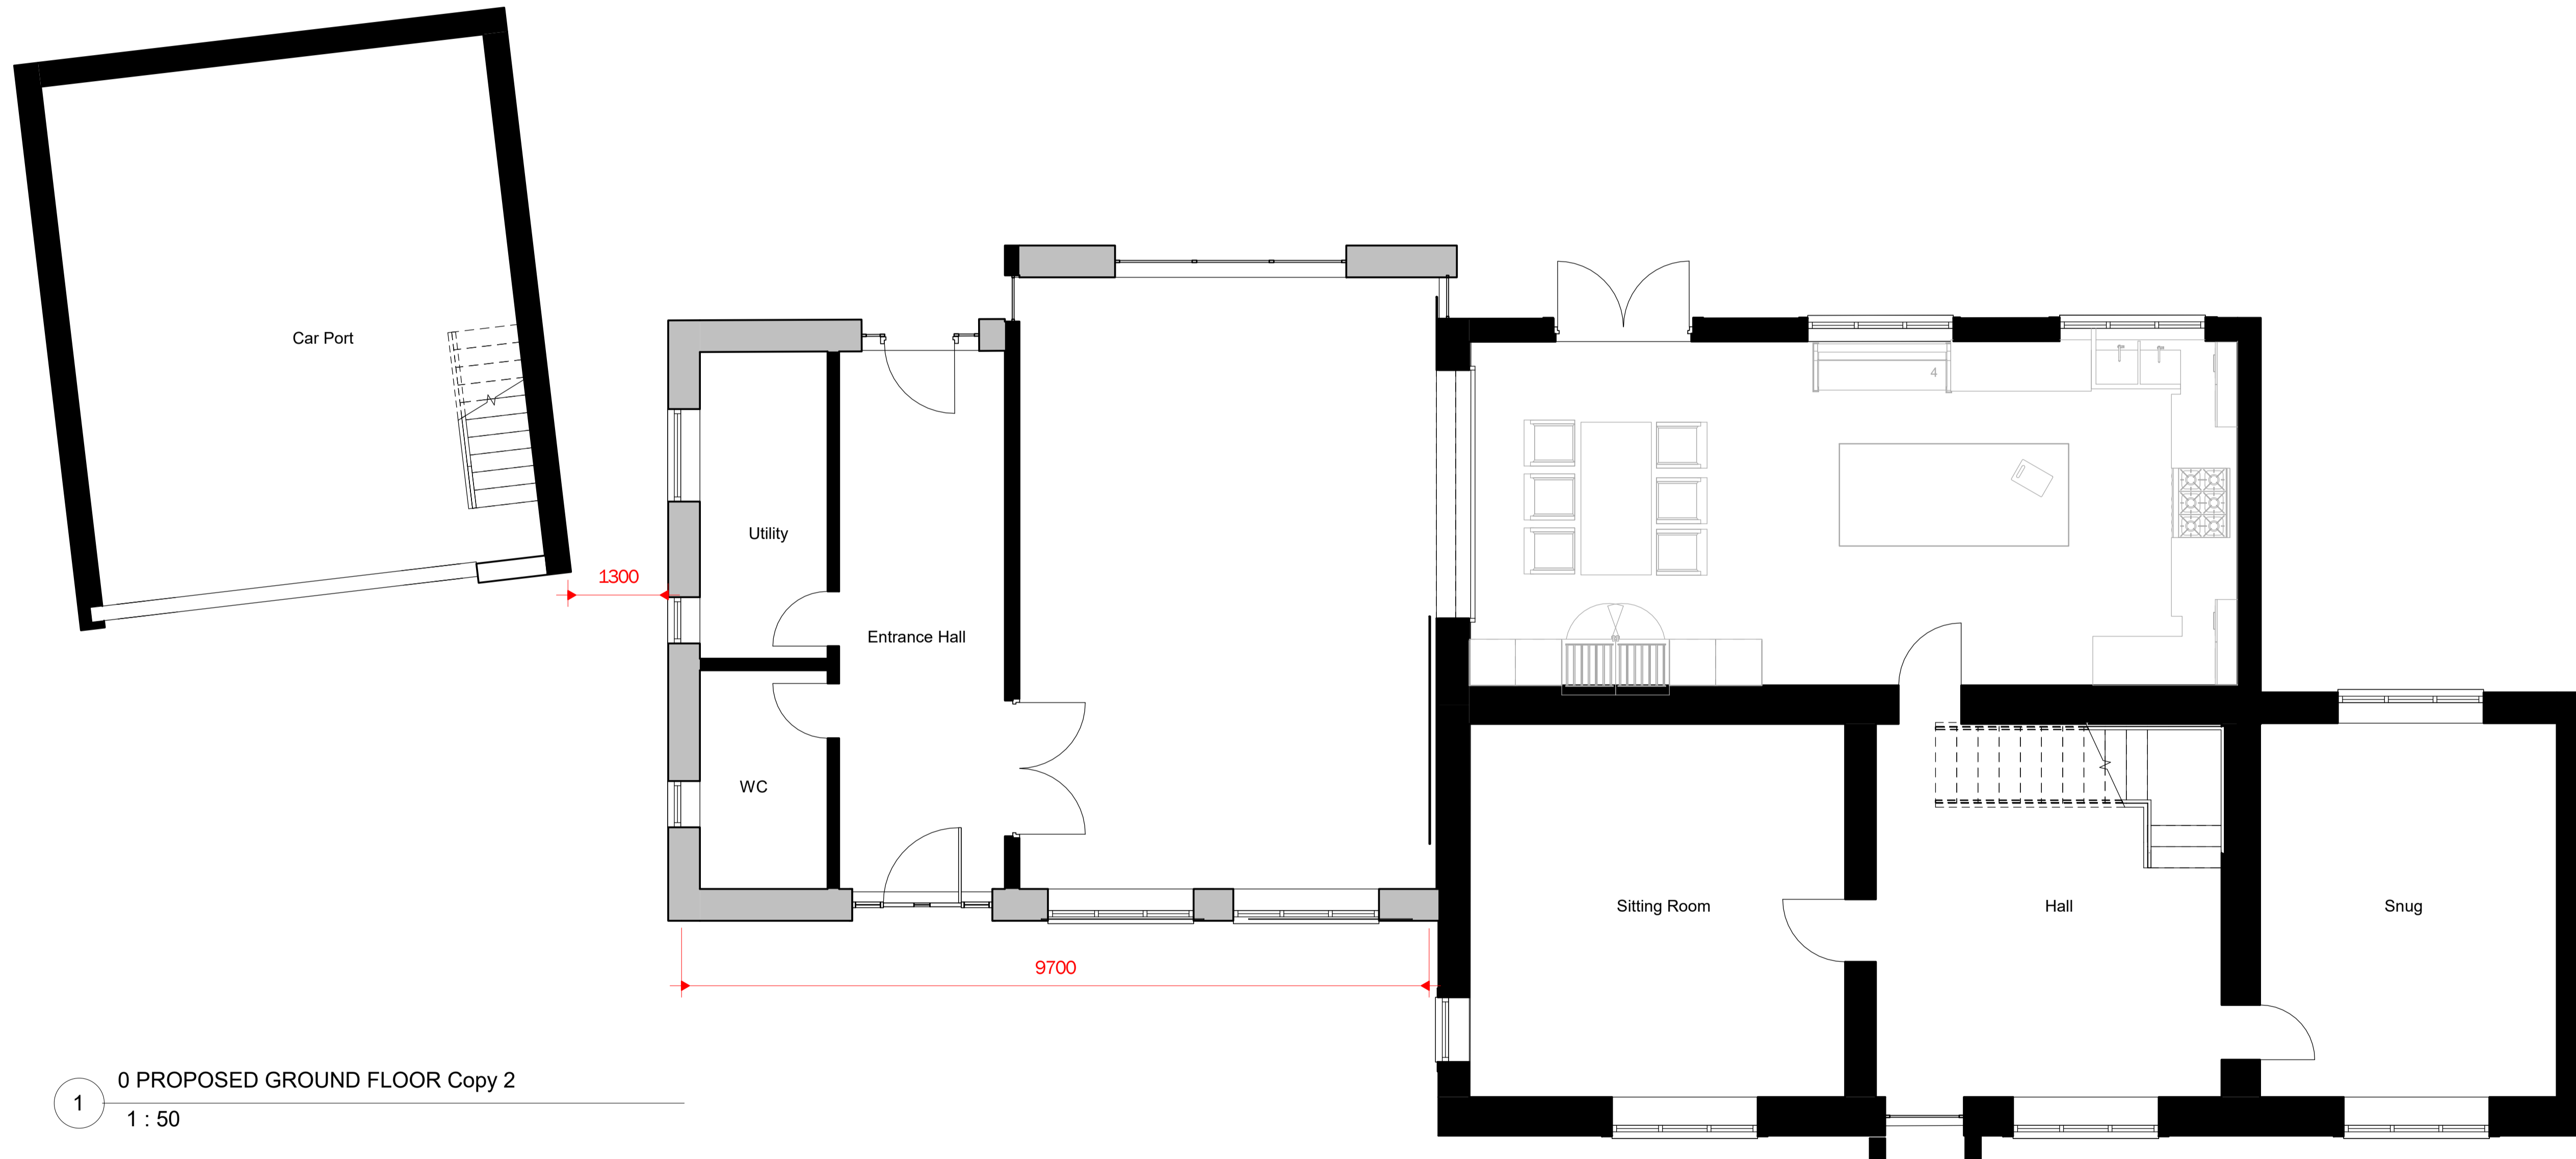 Car Port
4
Utility
1300
Entrance Hall
WC
Sitting Room
Hall
Snug
9700
0 PROPOSED GROUND FLOOR Copy 2
1
1 : 50